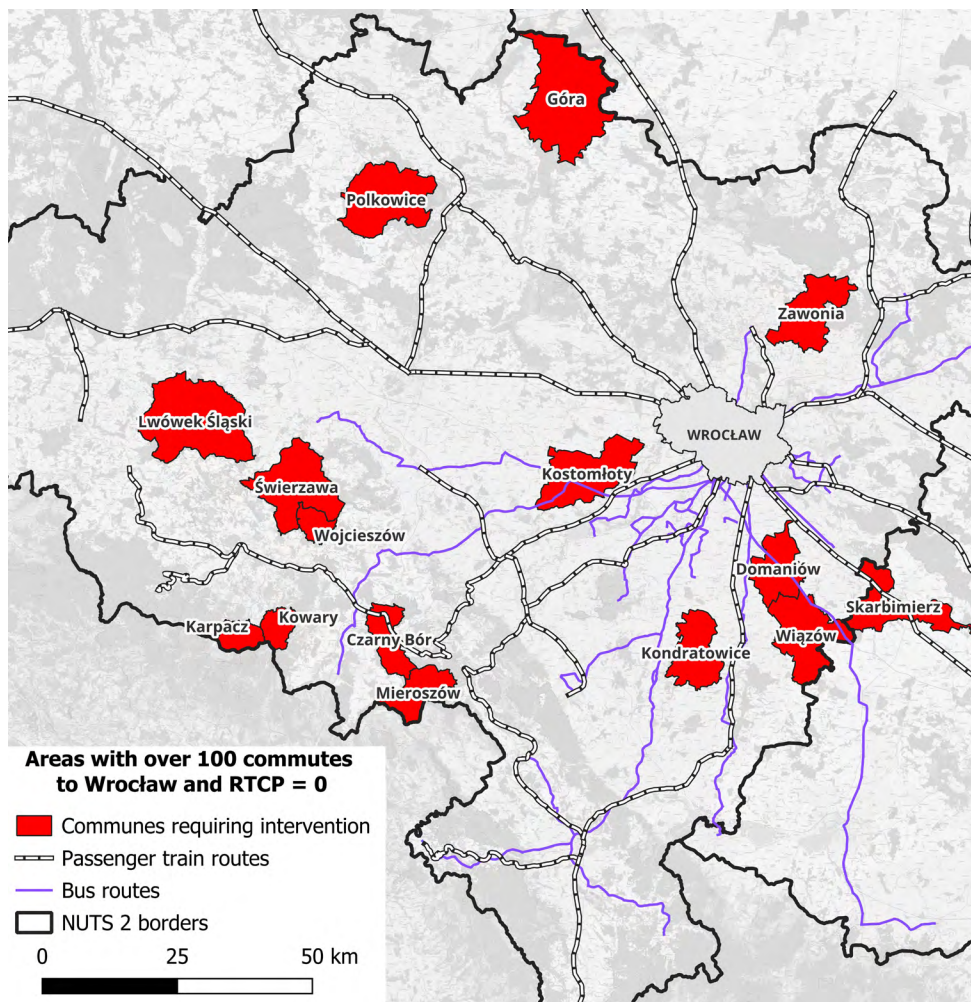 Góra
Polkowice
Zawonia
Lwówek Śląski
WROCŁAW
Kostomłoty
Świerzawa
Wojcieszów
Domaniów
Skarbimierz
Karpacz
Kowary
Czarny Bór
Wiązów
Kondratowice
Mieroszów
Areas with over 100 commutes
to Wrocław and RTCP = 0
Communes requiring intervention
Passenger train routes
Bus routes
NUTS 2 borders
0 25 50 km